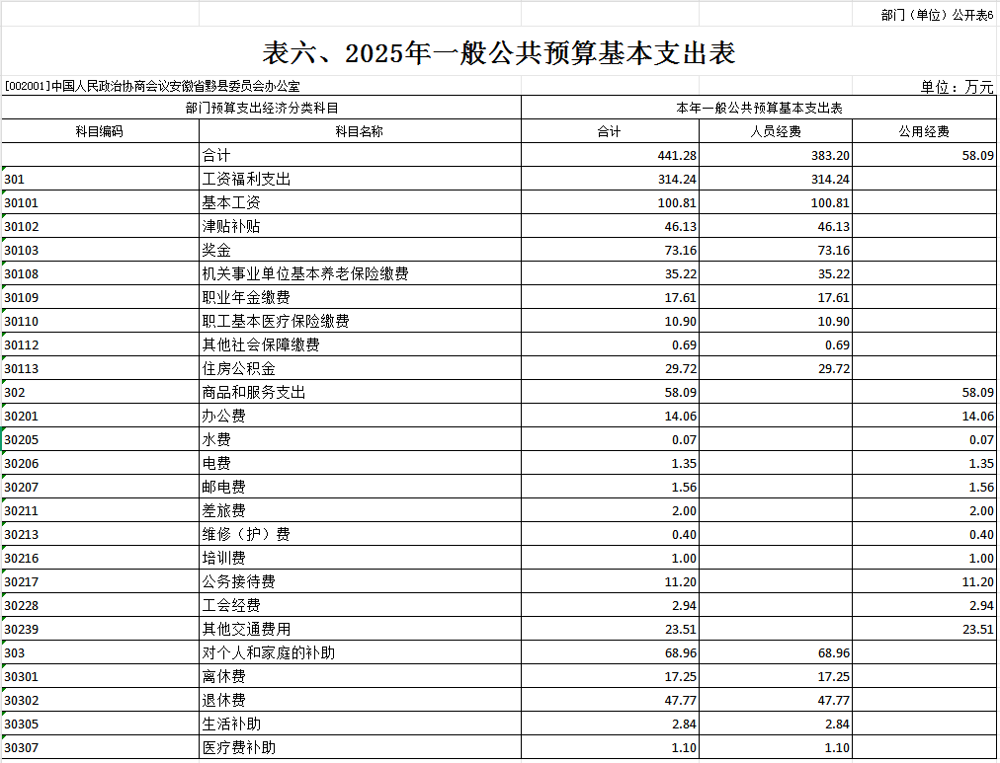 部门（单位）公开表6
表六、2025年一般公共预算基本支出表
[002001]中国人民政治协商会议安徽省黟县委员会办公室 单位：万元
部门预算支出经济分类科目 本年一般公共预算基本支出表
科目编码 科目名称 合计 人员经费 公用经费
合计 441.28 383.20 58.09
301 工资福利支出 314.24 314.24
30101 基本工资 100.81 100.81
30102 津贴补贴 46.13 46.13
30103 奖金 73.16 73.16
30108 机关事业单位基本养老保险缴费 35.22 35.22
30109 职业年金缴费 17.61 17.61
30110 职工基本医疗保险缴费 10.90 10.90
30112 其他社会保障缴费 0.69 0.69
30113 住房公积金 29.72 29.72
302 商品和服务支出 58.09 58.09
30201 办公费 14.06 14.06
30205 水费 0.07 0.07
30206 电费 1.35 1.35
30207 邮电费 1.56 1.56
30211 差旅费 2.00 2.00
30213 维修（护）费 0.40 0.40
30216 培训费 1.00 1.00
30217 公务接待费 11.20 11.20
30228 工会经费 2.94 2.94
30239 其他交通费用 23.51 23.51
303 对个人和家庭的补助 68.96 68.96
30301 离休费 17.25 17.25
30302 退休费 47.77 47.77
30305 生活补助 2.84 2.84
30307 医疗费补助 1.10 1.10